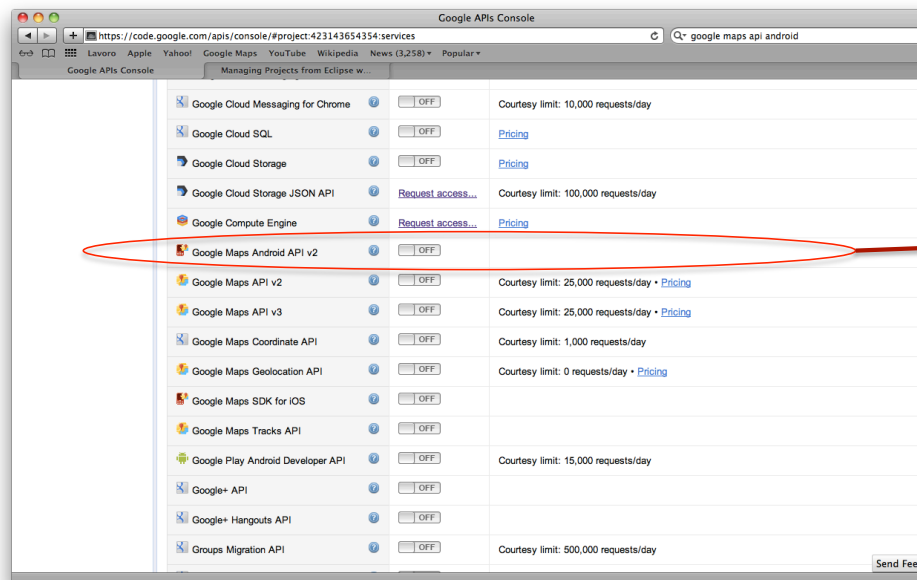 Google APIs Console
https://code.google.com/apis/console/#project:423143654354:services
google maps api android
Lavoro Apple Yahoo! Google Maps YouTube Wikipedia News (3,258) Popular
Google APIs Console Managing Projects from Eclipse w...
Google Cloud Messaging for Chrome OFF Courtesy limit: 10,000 requests/day
Google Cloud SQL OFF Pricing
Google Cloud Storage OFF Pricing
Google Cloud Storage JSON API Request access... Courtesy limit: 100,000 requests/day
Google Compute Engine Request access... Pricing
Google Maps Android API v2 OFF
Google Maps API v2 OFF Courtesy limit: 25,000 requests/day • Pricing
Google Maps API v3 OFF Courtesy limit: 25,000 requests/day • Pricing
Google Maps Coordinate API OFF Courtesy limit: 1,000 requests/day
Google Maps Geolocation API OFF Courtesy limit: 0 requests/day • Pricing
Google Maps SDK for iOS OFF
Google Maps Tracks API OFF
Google Play Android Developer API OFF Courtesy limit: 15,000 requests/day
Google+ API OFF
Google+ Hangouts API OFF
Groups Migration API OFF Courtesy limit: 500,000 requests/day
Send Fee